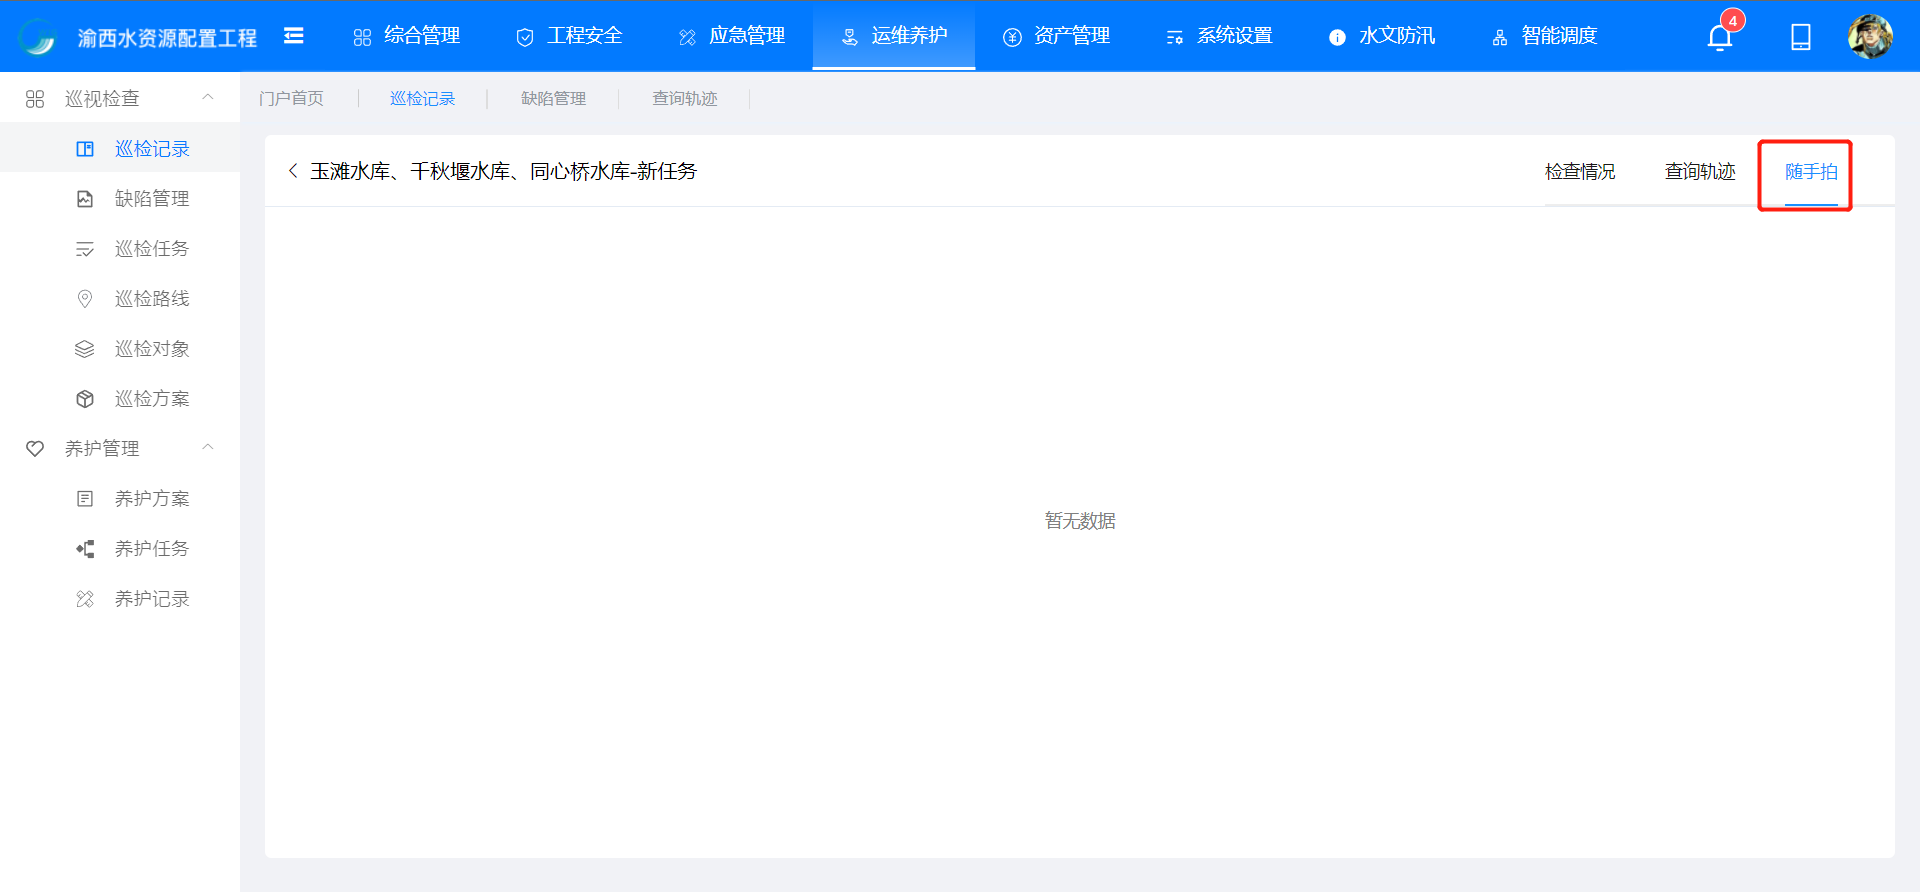 渝西水资源配置工程
综合管理
工程安全
应急管理
运维养护
资产管理
系统设置
水文防汛
智能调度
4
巡视检查
巡检记录
缺陷管理
巡检任务
巡检路线
巡检对象
巡检方案
养护管理
养护方案
养护任务
养护记录
门户首页
巡检记录
缺陷管理
查询轨迹
玉滩水库、千秋堰水库、同心桥水库-新任务
检查情况
查询轨迹
随手拍
暂无数据